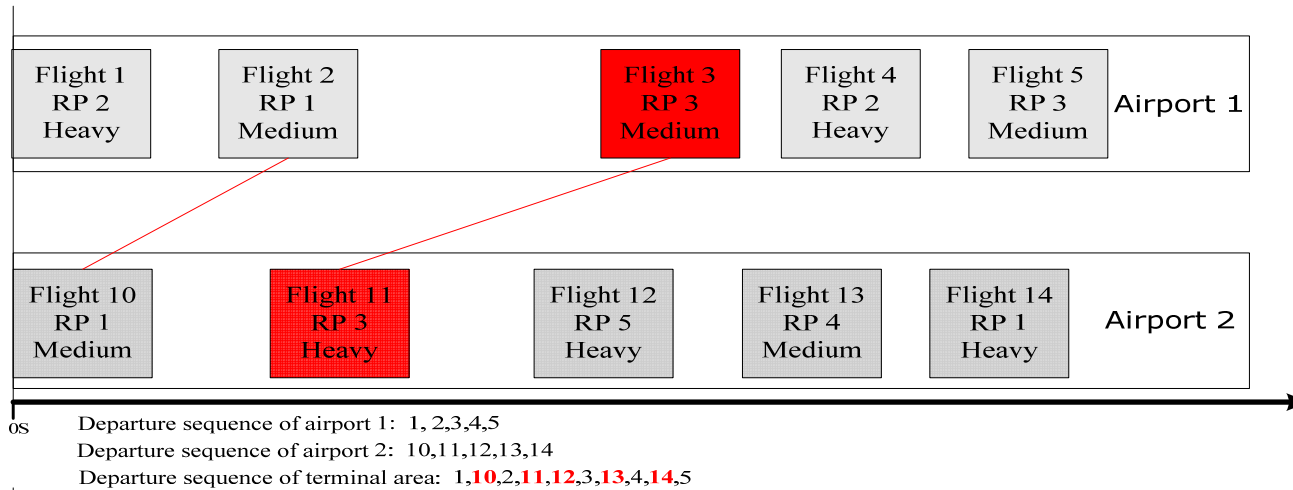 Flight 1
RP 2
Heavy
Flight 2
RP 1
Medium
Flight 3
RP 3
Medium
Flight 4
RP 2
Heavy
Flight 5
RP 3
Medium
Airport 1
Flight 10
RP 1
Medium
Flight 11
RP 3
Heavy
Flight 12
RP 5
Heavy
Flight 13
RP 4
Medium
Flight 14
RP 1
Heavy
Airport 2
0S
Departure sequence of airport 1: 1, 2,3,4,5
Departure sequence of airport 2: 10,11,12,13,14
Departure sequence of terminal area: 1,10,2,11,12,3,13,4,14,5